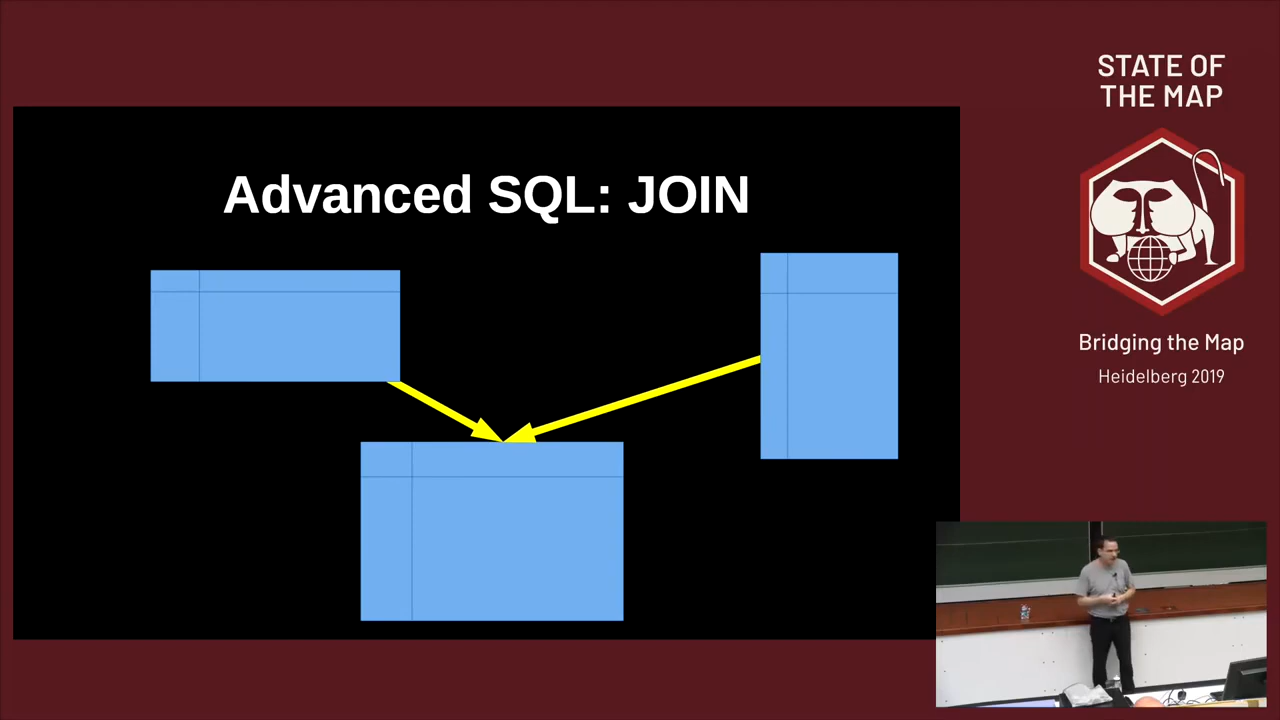 Advanced SQL: JOIN
STATE OF
THE MAP
Bridging the Map
Heidelberg 2019